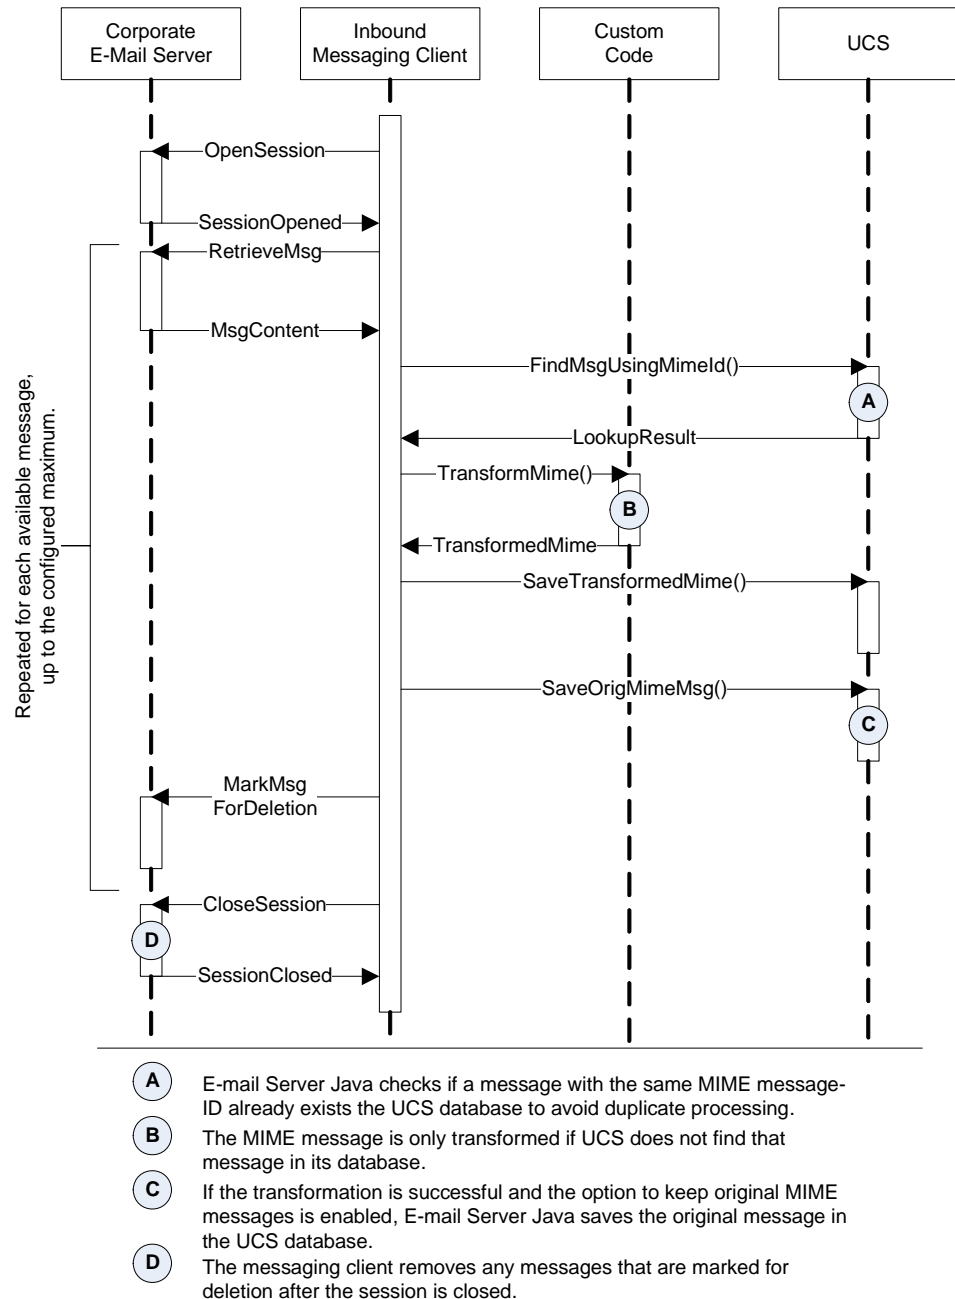 Corporate
E-Mail Server
Inbound
Messaging Client
Custom
Code
UCS
OpenSession
SessionOpened
RetrieveMsg
MsgContent
FindMsgUsingMimeId()
A
LookupResult
TransformMime()
B
TransformedMime
SaveTransformedMime()
SaveOrigMimeMsg()
C
MarkMsg
ForDeletion
CloseSession
D
SessionClosed
Repeated for each available message,
up to the configured maximum.
A
E-mail Server Java checks if a message with the same MIME message-
ID already exists the UCS database to avoid duplicate processing.
B
The MIME message is only transformed if UCS does not find that
message in its database.
C
If the transformation is successful and the option to keep original MIME
messages is enabled, E-mail Server Java saves the original message in
the UCS database.
D
The messaging client removes any messages that are marked for
deletion after the session is closed.